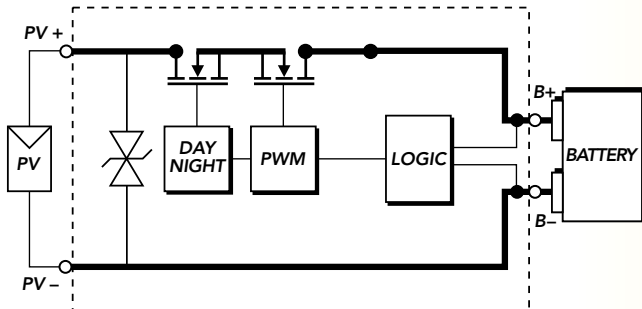 PV +
PV
DAY
NIGHT
PWM
LOGIC
B+
BATTERY
B–
PV –